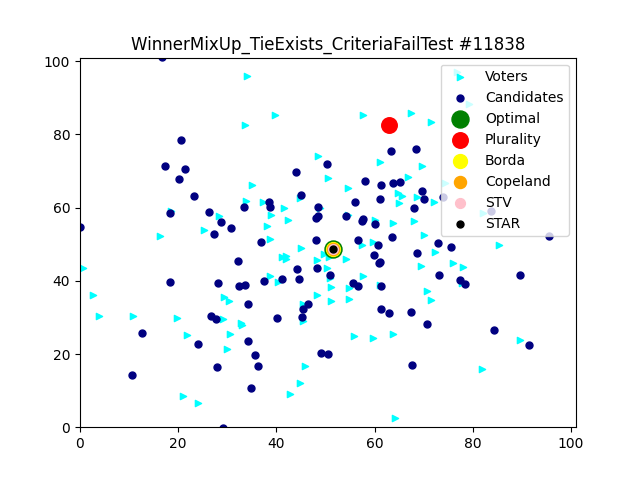 WinnerMixUp_TieExists_CriteriaFailTest #11838
100
80
60
40
20
0
0
20
40
60
80
100
Voters
Candidates
Optimal
Plurality
Borda
Copeland
STV
STAR